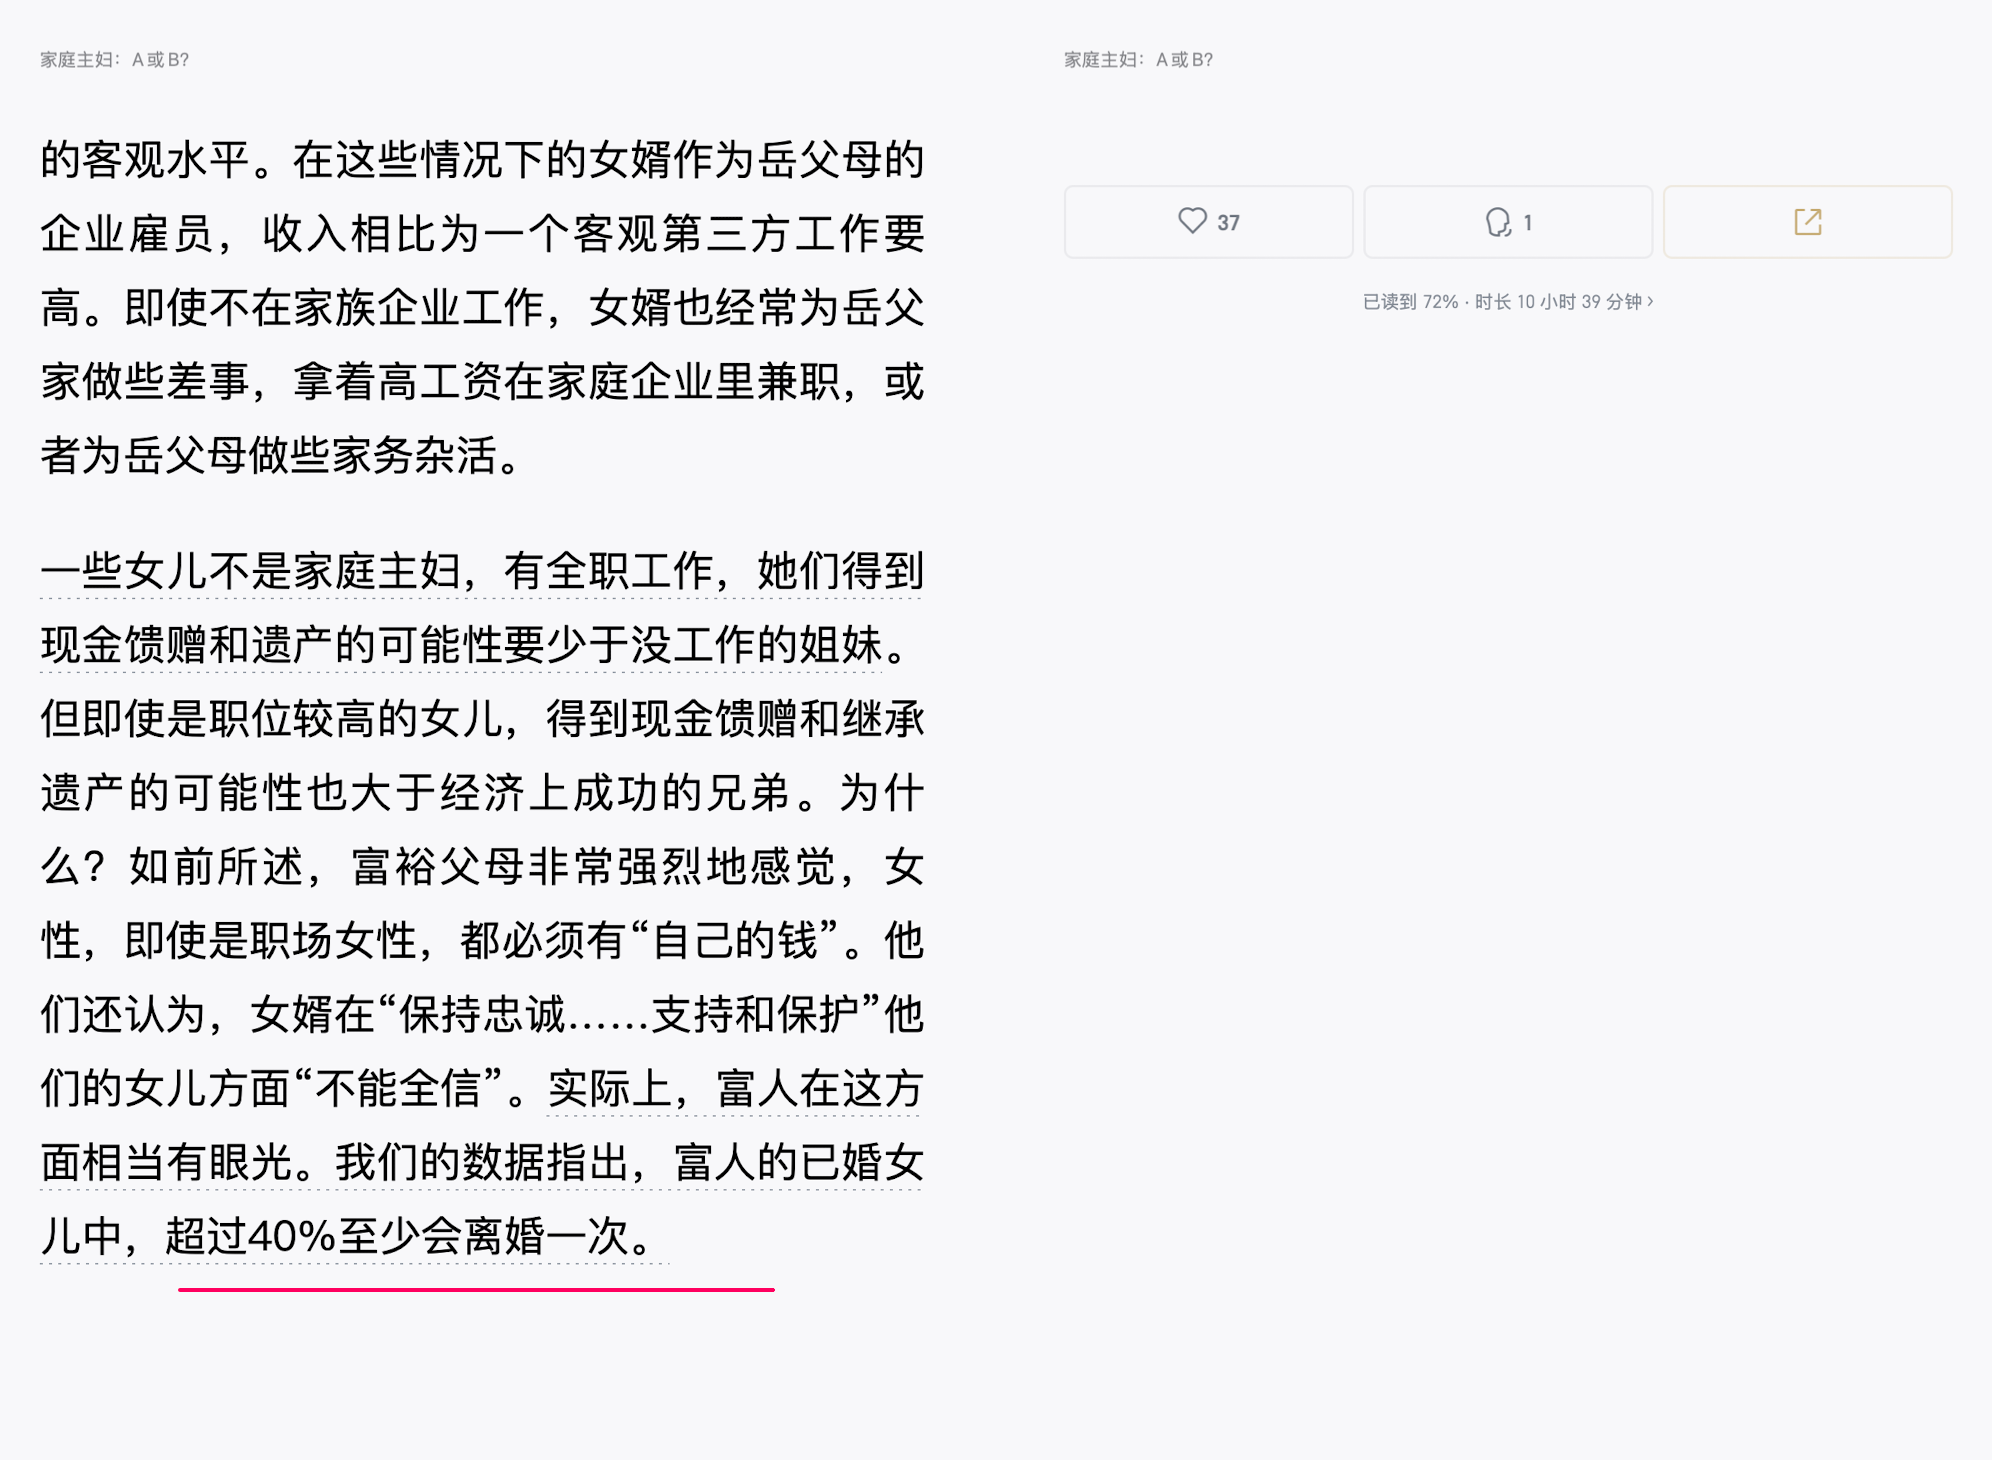 家庭主妇：A或B？
的客观水平。在这些情况下的女婿作为岳父母的
企业雇员，收入相比为一个客观第三方工作要
高。即使不在家族企业工作，女婿也经常为岳父
家做些差事，拿着高工资在家庭企业里兼职，或
者为岳父母做些家务杂活。
一些女儿不是家庭主妇，有全职工作，她们得到
现金馈赠和遗产的可能性要少于没工作的姐妹。
但即使是职位较高的女儿，得到现金馈赠和继承
遗产的可能性也大于经济上成功的兄弟。为什
么？如前所述，富裕父母非常强烈地感觉，女
性，即使是职场女性，都必须有“自己的钱”。他
们还认为，女婿在“保持忠诚……支持和保护”他
们的女儿方面“不能全信”。实际上，富人在这方
面相当有眼光。我们的数据指出，富人的已婚女
儿中，超过40%至少会离婚一次。
家庭主妇：A或B？
37
1
已读到 72% · 时长 10 小时 39 分钟 ›